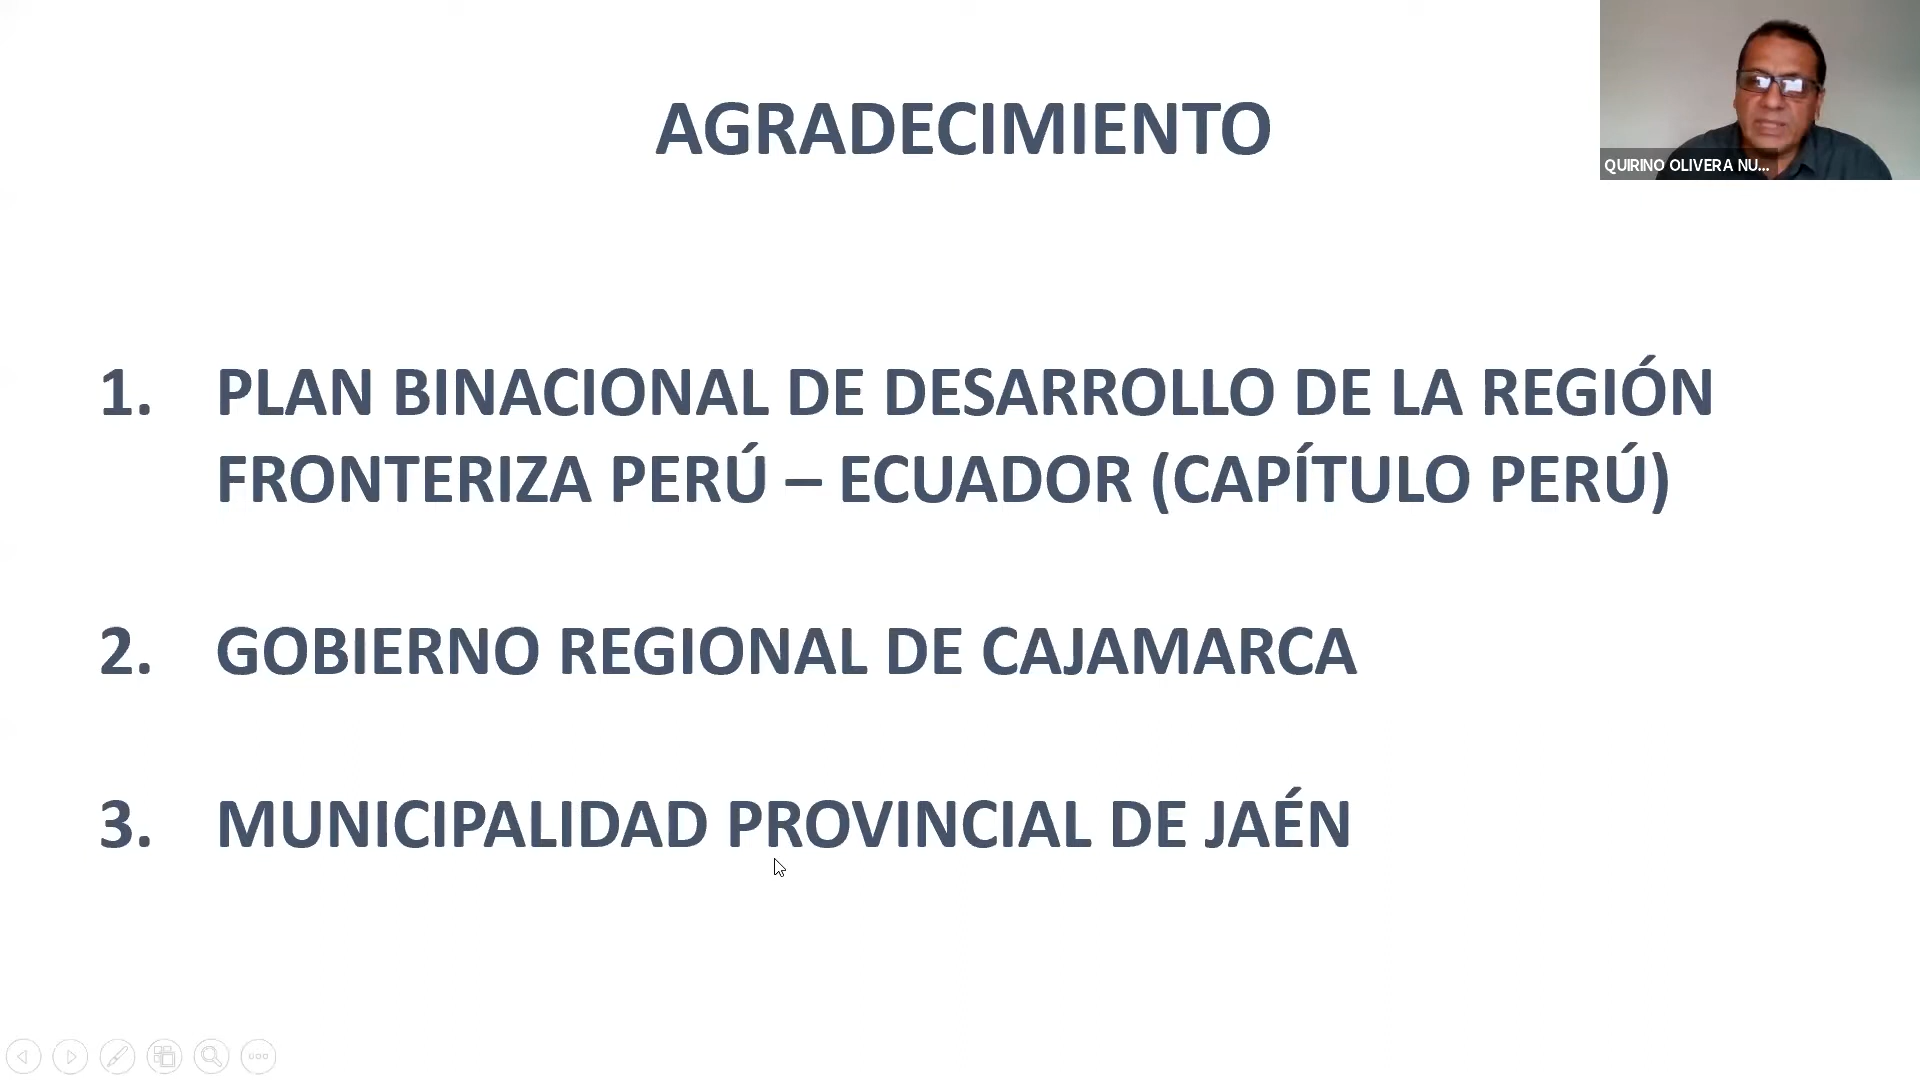 AGRADECIMIENTO
QUIRINO OLIVERA NU...
1. PLAN BINACIONAL DE DESARROLLO DE LA REGIÓN
FRONTERIZA PERÚ – ECUADOR (CAPÍTULO PERÚ)
2. GOBIERNO REGIONAL DE CAJAMARCA
3. MUNICIPALIDAD PROVINCIAL DE JAÉN